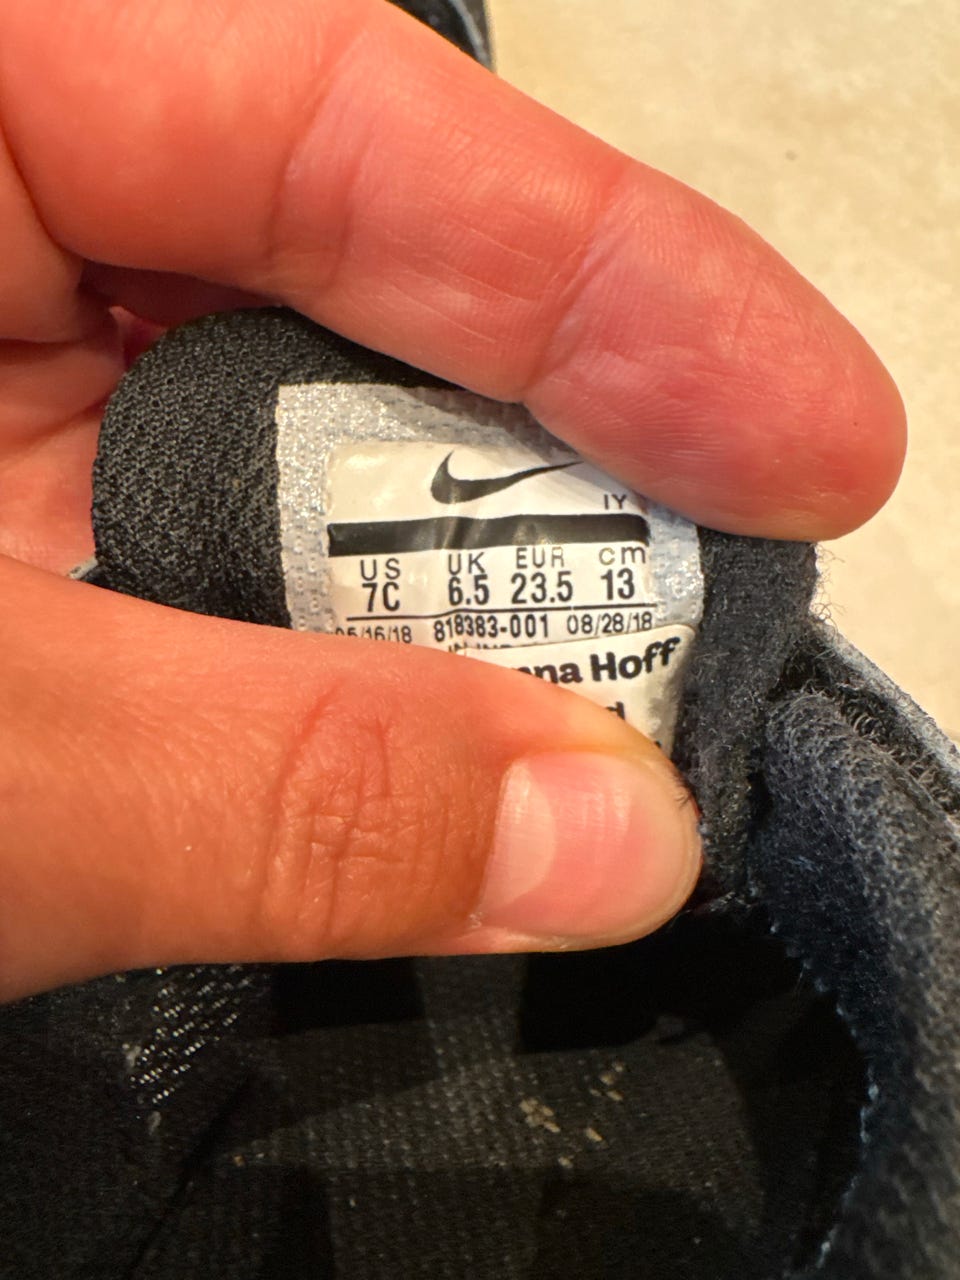 IY
US UK EUR cm
7C 6.5 23.5 13
05/16/18 818383-001 08/28/18
Hoff